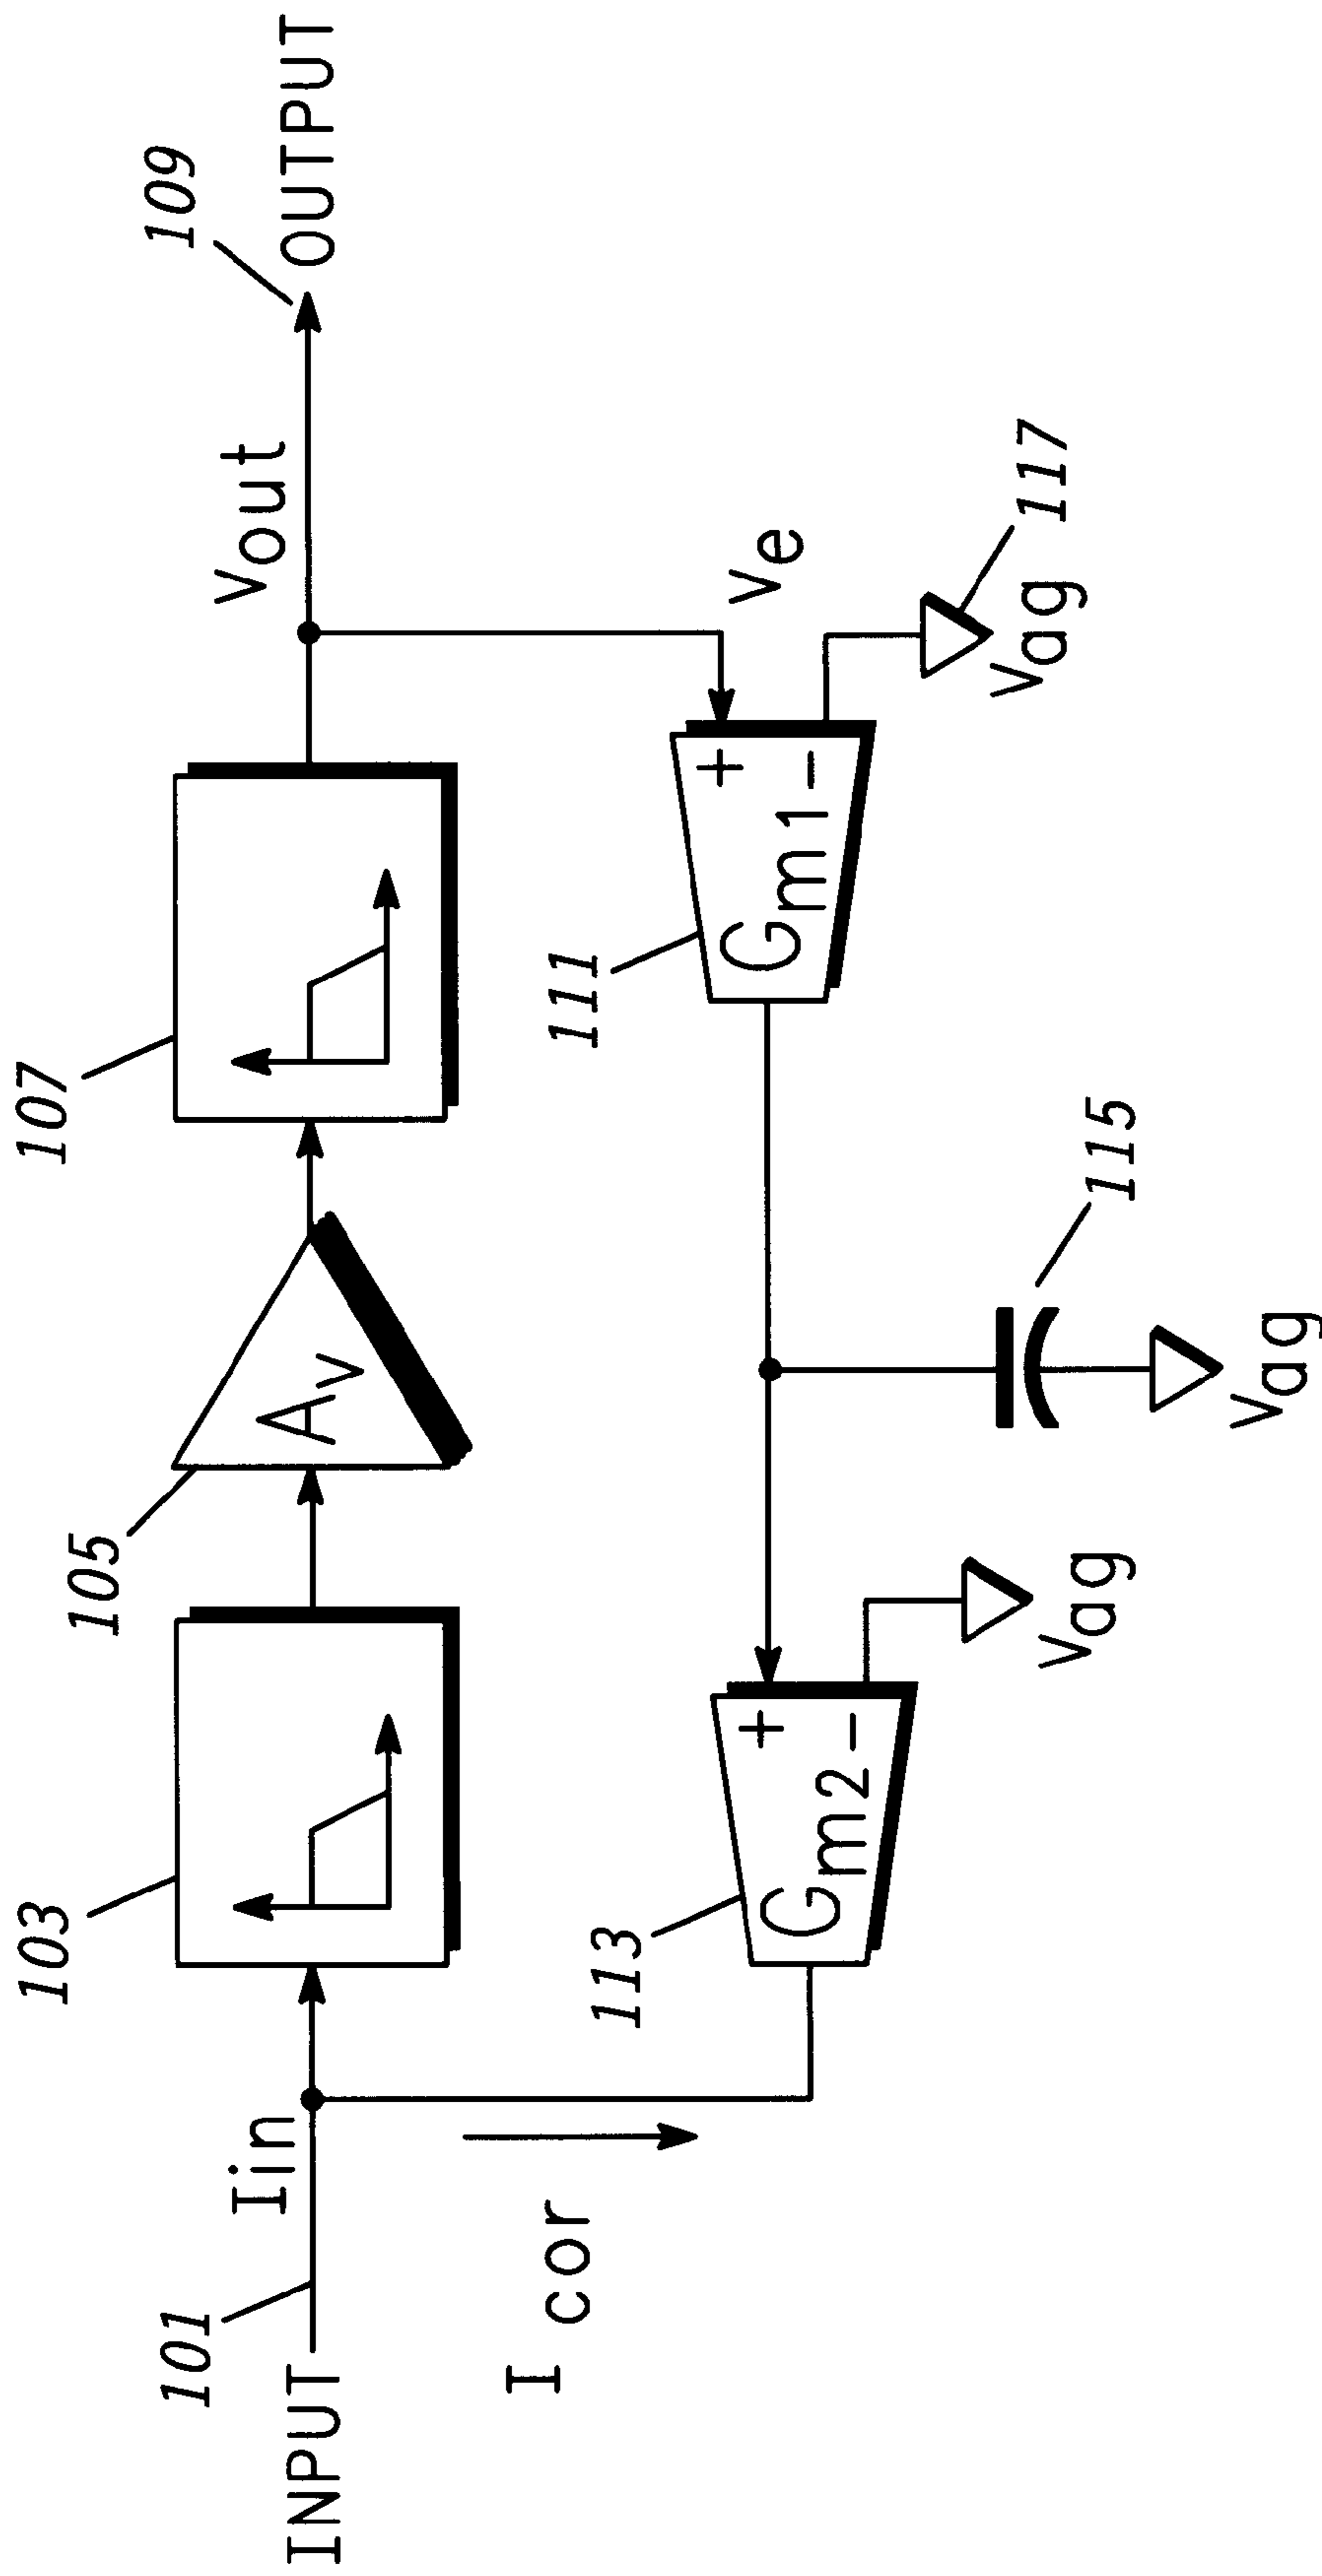 INPUT
101
Iin
I cor
103
105
Av
107
Vout
109
OUTPUT
113
Gm2
+
-
Vag
115
Vag
111
Gm1
+
-
Ve
117
Vag